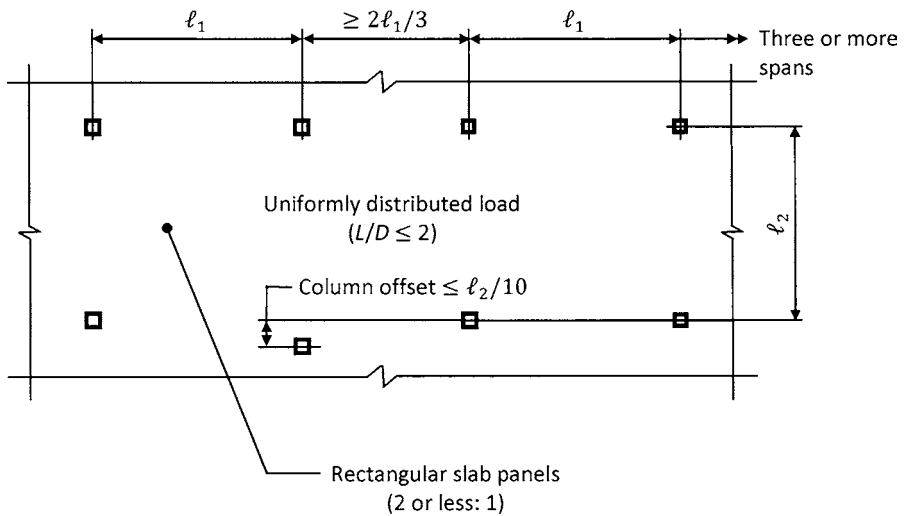 ℓ₁
≥ 2ℓ₁/3
ℓ₁
Three or more
spans
Uniformly distributed load
(L/D ≤ 2)
ℓ₂
Column offset ≤ ℓ₂/10
Rectangular slab panels
(2 or less: 1)